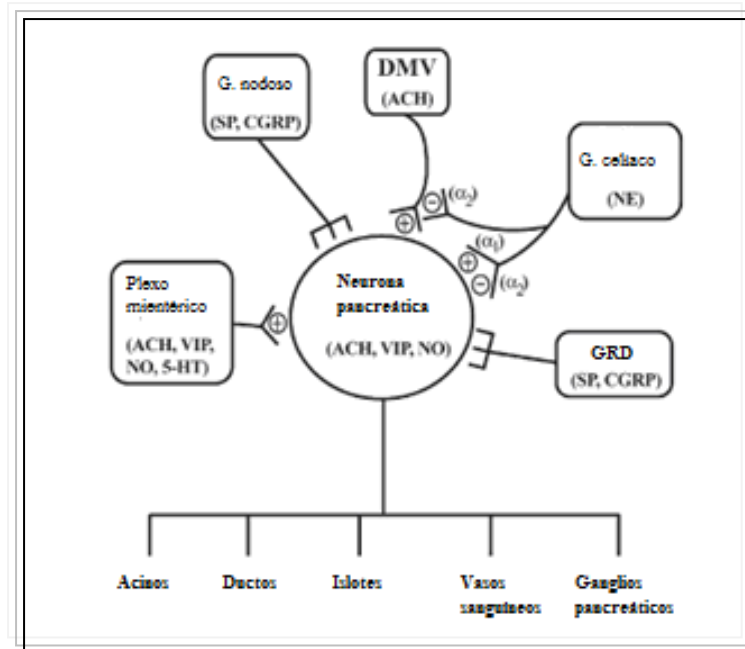 G. nodoso
(SP, CGRP)
DMV
(ACH)
G. celiaco
(NE)
(α2)
(α1)
(α2)
Plexo
mientérico
(ACH, VIP,
NO, 5-HT)
Neurona
pancreática
(ACH, VIP, NO)
GRD
(SP, CGRP)
Acinos
Ductos
Islotes
Vasos
sanguíneos
Ganglios
pancreáticos